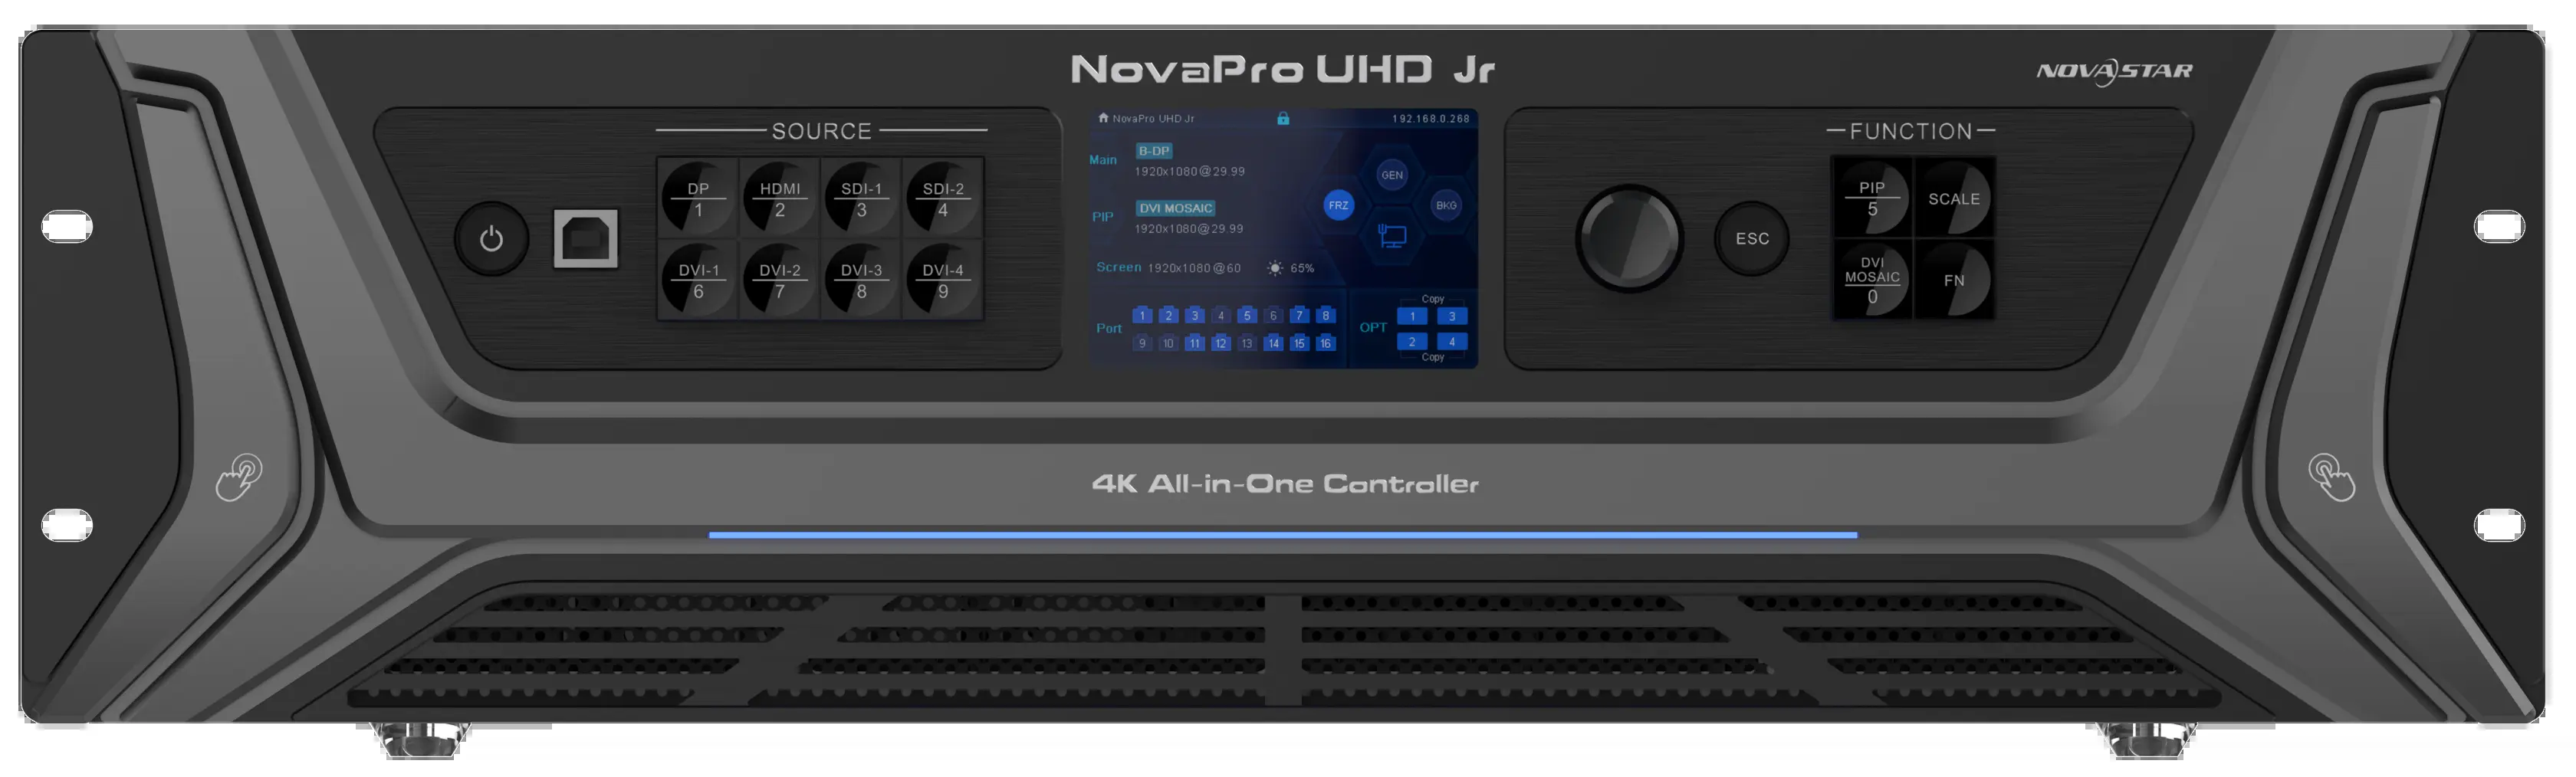 NovaPro UHD Jr
NOVASTAR
SOURCE
DP
1
HDMI
2
SDI-1
3
SDI-2
4
DVI-1
6
DVI-2
7
DVI-3
8
DVI-4
9
NovaPro UHD Jr
192.168.0.268
Main
B-DP
1920x1080@29.99
PIP
DVI MOSAIC
1920x1080@29.99
Screen 1920x1080@60 65%
GEN
FRZ
BKG
Port
1 2 3 4 5 6 7 8
9 10 11 12 13 14 15 16
OPT
Copy
1 3
2 4
Copy
FUNCTION
ESC
PIP
5
SCALE
DVI
MOSAIC
0
FN
4K All-in-One Controller